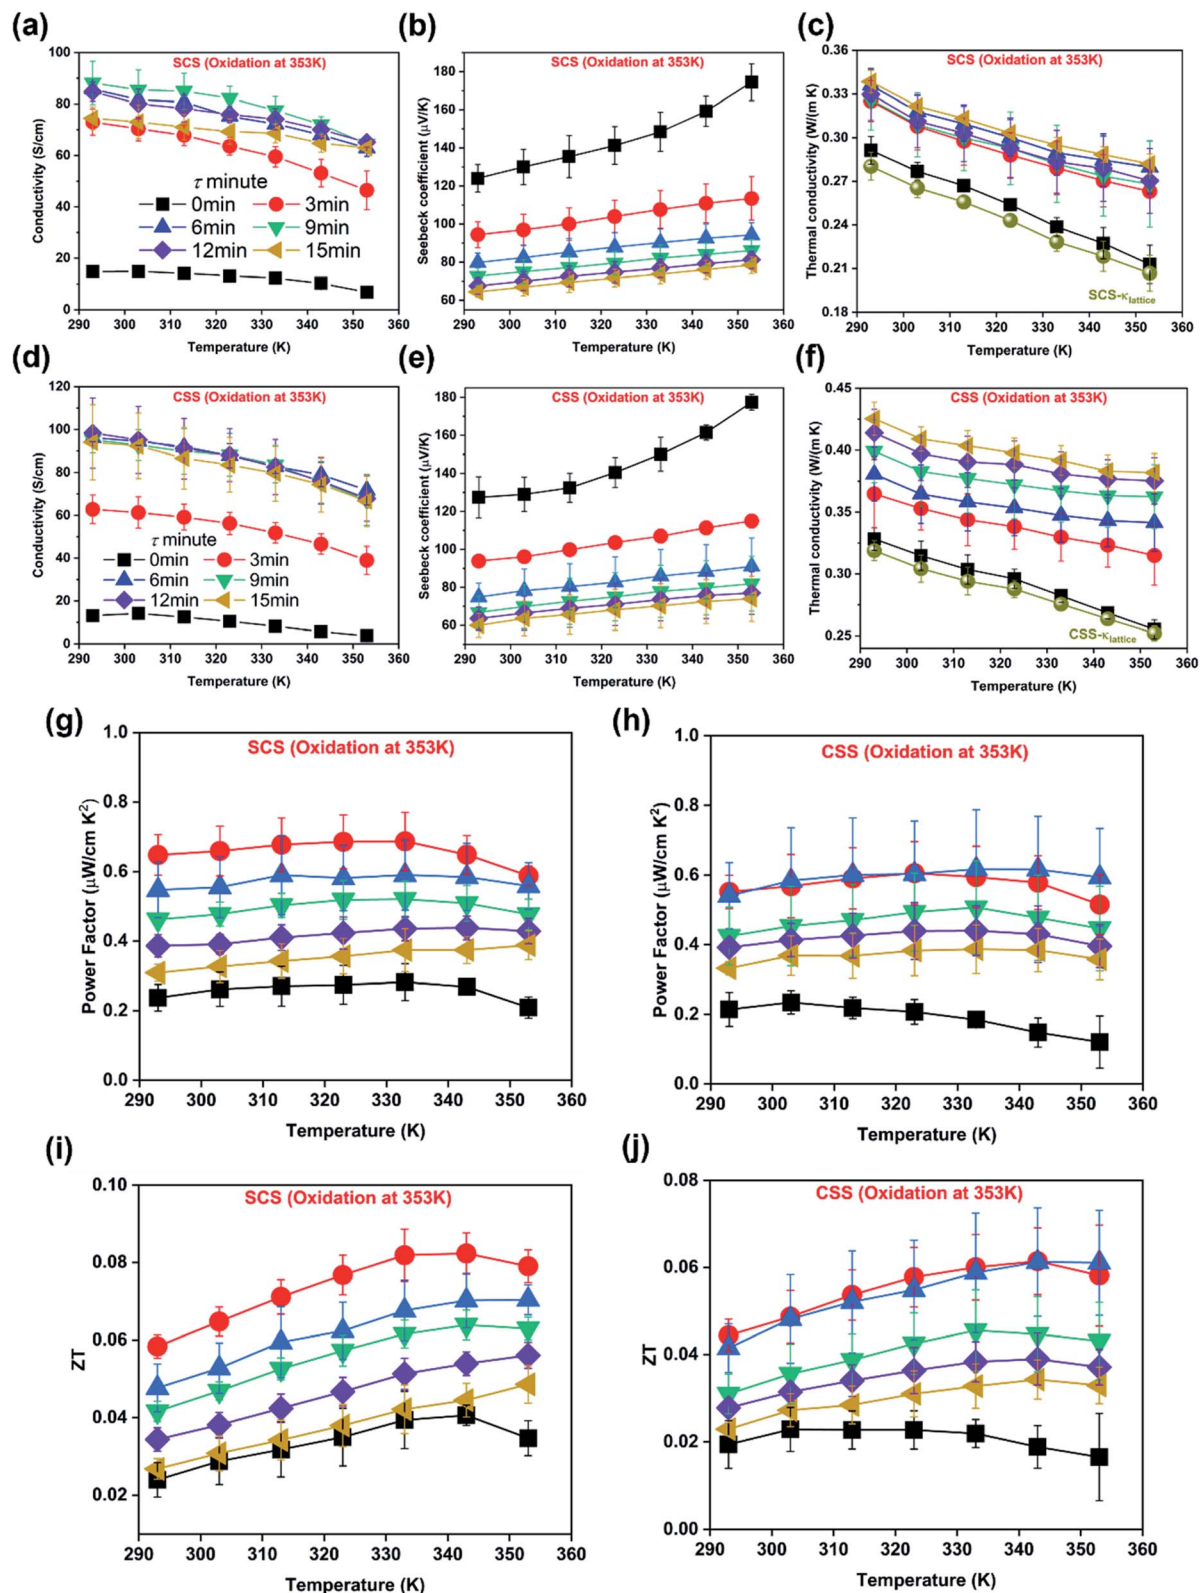 (a)
SCS (Oxidation at 353K)
100
80
60
40
20
0
Conductivity (S/cm)
τ minute
0min 3min
6min 9min
12min 15min
290 300 310 320 330 340 350 360
Temperature (K)
(b)
SCS (Oxidation at 353K)
180
160
140
120
100
80
60
Seebeck coefficient (μV/K)
290 300 310 320 330 340 350 360
Temperature (K)
(c)
SCS (Oxidation at 353K)
0.36
0.33
0.30
0.27
0.24
0.21
0.18
Thermal conductivity (W/(m K)
SCS-κlattice
290 300 310 320 330 340 350 360
Temperature (K)
(d)
CSS (Oxidation at 353K)
120
100
80
60
40
20
0
Conductivity (S/cm)
τ minute
0min 3min
6min 9min
12min 15min
290 300 310 320 330 340 350 360
Temperature (K)
(e)
CSS (Oxidation at 353K)
180
160
140
120
100
80
60
Seebeck coefficient (μV/K)
290 300 310 320 330 340 350 360
Temperature (K)
(f)
CSS (Oxidation at 353K)
0.45
0.40
0.35
0.30
0.25
Thermal conductivity (W/(m K)
CSS-κlattice
290 300 310 320 330 340 350 360
Temperature (K)
(g)
SCS (Oxidation at 353K)
1.0
0.8
0.6
0.4
0.2
0.0
Power Factor (μW/cm K²)
290 300 310 320 330 340 350 360
Temperature (K)
(h)
CSS (Oxidation at 353K)
1.0
0.8
0.6
0.4
0.2
0.0
Power Factor (μW/cm K²)
290 300 310 320 330 340 350 360
Temperature (K)
(i)
SCS (Oxidation at 353K)
0.10
0.08
0.06
0.04
0.02
ZT
290 300 310 320 330 340 350 360
Temperature (K)
(j)
CSS (Oxidation at 353K)
0.08
0.06
0.04
0.02
0.00
ZT
290 300 310 320 330 340 350 360
Temperature (K)